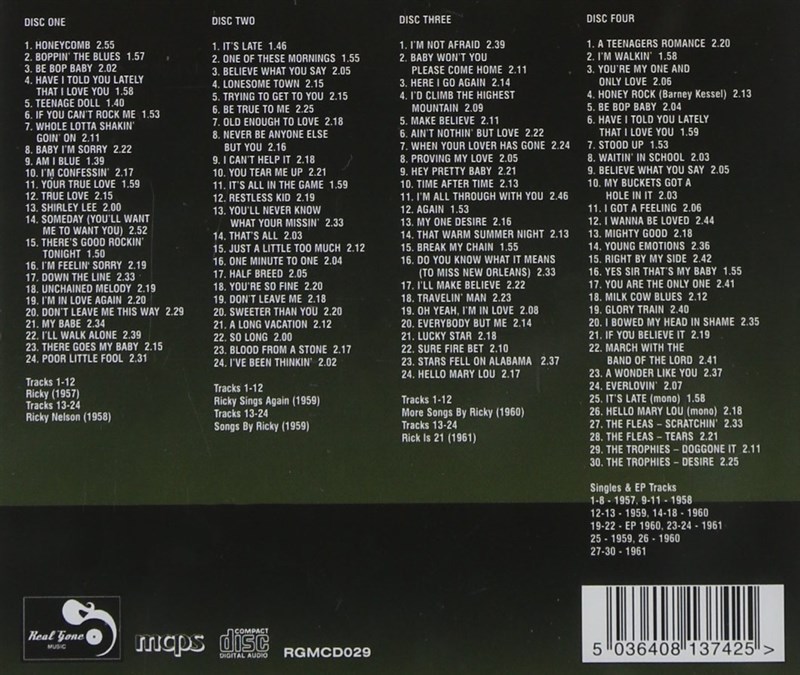 DISC ONE
1. HONEYCOMB 2.55
2. BOPPIN' THE BLUES 1.57
3. BE BOP BABY 2.02
4. HAVE I TOLD YOU LATELY
THAT I LOVE YOU 1.58
5. TEENAGE DOLL 1.40
6. IF YOU CAN'T ROCK ME 1.53
7. WHOLE LOTTA SHAKIN'
GOIN' ON 2.11
8. BABY I'M SORRY 2.22
9. AM I BLUE 1.39
10. I'M CONFESSIN' 2.17
11. YOUR TRUE LOVE 1.59
12. TRUE LOVE 2.15
13. SHIRLEY LEE 2.00
14. SOMEDAY (YOU'LL WANT
ME TO WANT YOU) 2.52
15. THERE'S GOOD ROCKIN'
TONIGHT 1.50
16. I'M FEELIN' SORRY 2.19
17. DOWN THE LINE 2.33
18. UNCHAINED MELODY 2.19
19. I'M IN LOVE AGAIN 2.20
20. DON'T LEAVE ME THIS WAY 2.29
21. MY BABE 2.34
22. I'LL WALK ALONE 2.39
23. THERE GOES MY BABY 2.15
24. POOR LITTLE FOOL 2.31
Tracks 1-12
Ricky (1957)
Tracks 13-24
Ricky Nelson (1958)
DISC TWO
1. IT'S LATE 1.46
2. ONE OF THESE MORNINGS 1.55
3. BELIEVE WHAT YOU SAY 2.05
4. LONESOME TOWN 2.15
5. TRYING TO GET TO YOU 2.15
6. BE TRUE TO ME 2.25
7. OLD ENOUGH TO LOVE 2.18
8. NEVER BE ANYONE ELSE
BUT YOU 2.16
9. I CAN'T HELP IT 2.18
10. YOU TEAR ME UP 2.21
11. IT'S ALL IN THE GAME 1.59
12. RESTLESS KID 2.19
13. YOU'LL NEVER KNOW
WHAT YOUR MISSIN' 2.33
14. THAT'S ALL 2.03
15. JUST A LITTLE TOO MUCH 2.12
16. ONE MINUTE TO ONE 2.04
17. HALF BREED 2.05
18. YOU'RE SO FINE 2.20
19. DON'T LEAVE ME 2.18
20. SWEETER THAN YOU 2.20
21. A LONG VACATION 2.12
22. SO LONG 2.00
23. BLOOD FROM A STONE 2.17
24. I'VE BEEN THINKIN' 2.02
Tracks 1-12
Ricky Sings Again (1959)
Tracks 13-24
Songs By Ricky (1959)
DISC THREE
1. I'M NOT AFRAID 2.39
2. BABY WON'T YOU
PLEASE COME HOME 2.11
3. HERE I GO AGAIN 2.14
4. I'D CLIMB THE HIGHEST
MOUNTAIN 2.09
5. MAKE BELIEVE 2.11
6. AIN'T NOTHIN' BUT LOVE 2.22
7. WHEN YOUR LOVER HAS GONE 2.24
8. PROVING MY LOVE 2.05
9. HEY PRETTY BABY 2.21
10. TIME AFTER TIME 2.13
11. I'M ALL THROUGH WITH YOU 2.46
12. AGAIN 1.53
13. MY ONE DESIRE 2.16
14. THAT WARM SUMMER NIGHT 2.13
15. BREAK MY CHAIN 1.55
16. DO YOU KNOW WHAT IT MEANS
(TO MISS NEW ORLEANS) 2.33
17. I'LL MAKE BELIEVE 2.22
18. TRAVELIN' MAN 2.23
19. OH YEAH, I'M IN LOVE 2.08
20. EVERYBODY BUT ME 2.14
21. LUCKY STAR 2.18
22. SURE FIRE BET 2.10
23. STARS FELL ON ALABAMA 2.37
24. HELLO MARY LOU 2.17
Tracks 1-12
More Songs By Ricky (1960)
Tracks 13-24
Rick Is 21 (1961)
DISC FOUR
1. A TEENAGERS ROMANCE 2.20
2. I'M WALKIN' 1.58
3. YOU'RE MY ONE AND
ONLY LOVE 2.06
4. HONEY ROCK (Barney Kessel) 2.13
5. BE BOP BABY 2.04
6. HAVE I TOLD YOU LATELY
THAT I LOVE YOU 1.59
7. STOOD UP 1.53
8. WAITIN' IN SCHOOL 2.03
9. BELIEVE WHAT YOU SAY 2.05
10. MY BUCKETS GOT A
HOLE IN IT 2.03
11. I GOT A FEELING 2.06
12. I WANNA BE LOVED 2.44
13. MIGHTY GOOD 2.18
14. YOUNG EMOTIONS 2.36
15. RIGHT BY MY SIDE 2.42
16. YES SIR THAT'S MY BABY 1.55
17. YOU ARE THE ONLY ONE 2.41
18. MILK COW BLUES 2.12
19. GLORY TRAIN 2.40
20. I BOWED MY HEAD IN SHAME 2.35
21. IF YOU BELIEVE IT 2.19
22. MARCH WITH THE
BAND OF THE LORD 2.41
23. A WONDER LIKE YOU 2.37
24. EVERLOVIN' 2.07
25. IT'S LATE (mono) 1.58
26. HELLO MARY LOU (mono) 2.18
27. THE FLEAS – SCRATCHIN' 2.33
28. THE FLEAS – TEARS 2.21
29. THE TROPHIES – DOGGONE IT 2.11
30. THE TROPHIES – DESIRE 2.25
Singles & EP Tracks
1-8 - 1957, 9-11 - 1958
12-13 - 1959, 14-18 - 1960
19-22 - EP 1960, 23-24 - 1961
25 - 1959, 26 - 1960
27-30 - 1961
Real Gone
MUSIC
mcps
COMPACT
disc
DIGITAL AUDIO
RGMCD029
5 036408 137425 >